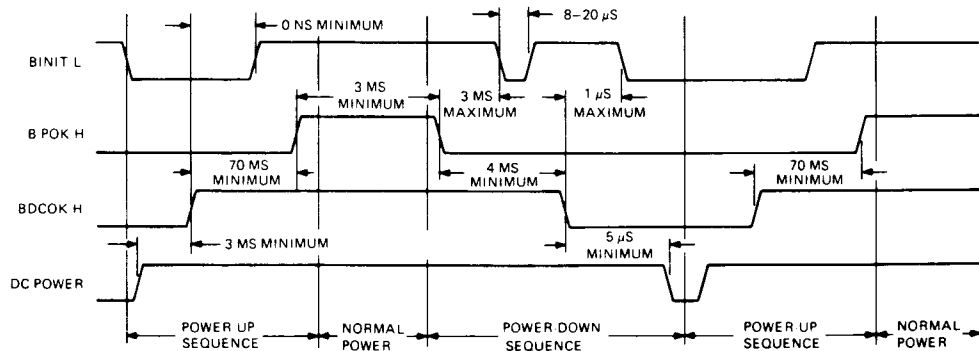 0 NS MINIMUM
8–20 µS
BINIT L
3 MS
MINIMUM
3 MS
MAXIMUM
1 µS
MAXIMUM
B POK H
70 MS
MINIMUM
4 MS
MINIMUM
70 MS
MINIMUM
BDCOK H
3 MS MINIMUM
5 µS
MINIMUM
DC POWER
POWER-UP
SEQUENCE
NORMAL
POWER
POWER-DOWN
SEQUENCE
POWER-UP
SEQUENCE
NORMAL
POWER